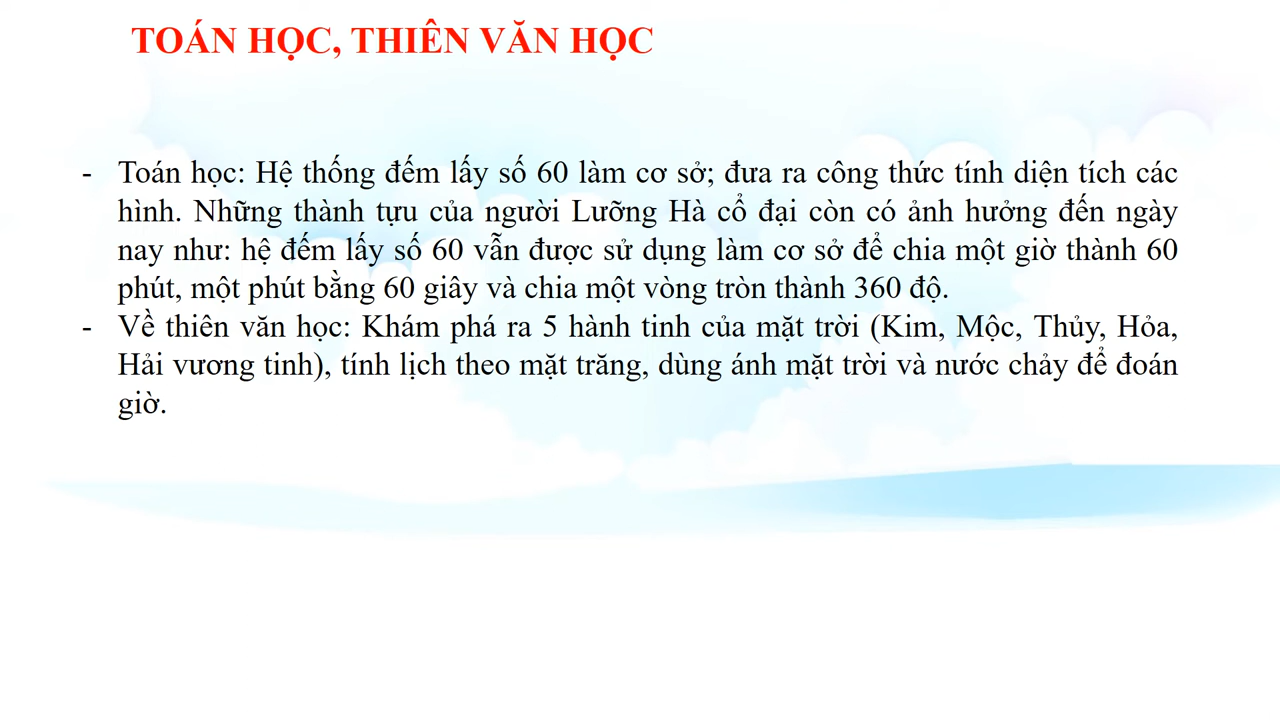 TOÁN HỌC, THIÊN VĂN HỌC
- Toán học: Hệ thống đếm lấy số 60 làm cơ sở; đưa ra công thức tính diện tích các
hình. Những thành tựu của người Lưỡng Hà cổ đại còn có ảnh hưởng đến ngày
nay như: hệ đếm lấy số 60 vẫn được sử dụng làm cơ sở để chia một giờ thành 60
phút, một phút bằng 60 giây và chia một vòng tròn thành 360 độ.
- Về thiên văn học: Khám phá ra 5 hành tinh của mặt trời (Kim, Mộc, Thủy, Hỏa,
Hải vương tinh), tính lịch theo mặt trăng, dùng ánh mặt trời và nước chảy để đoán
giờ.